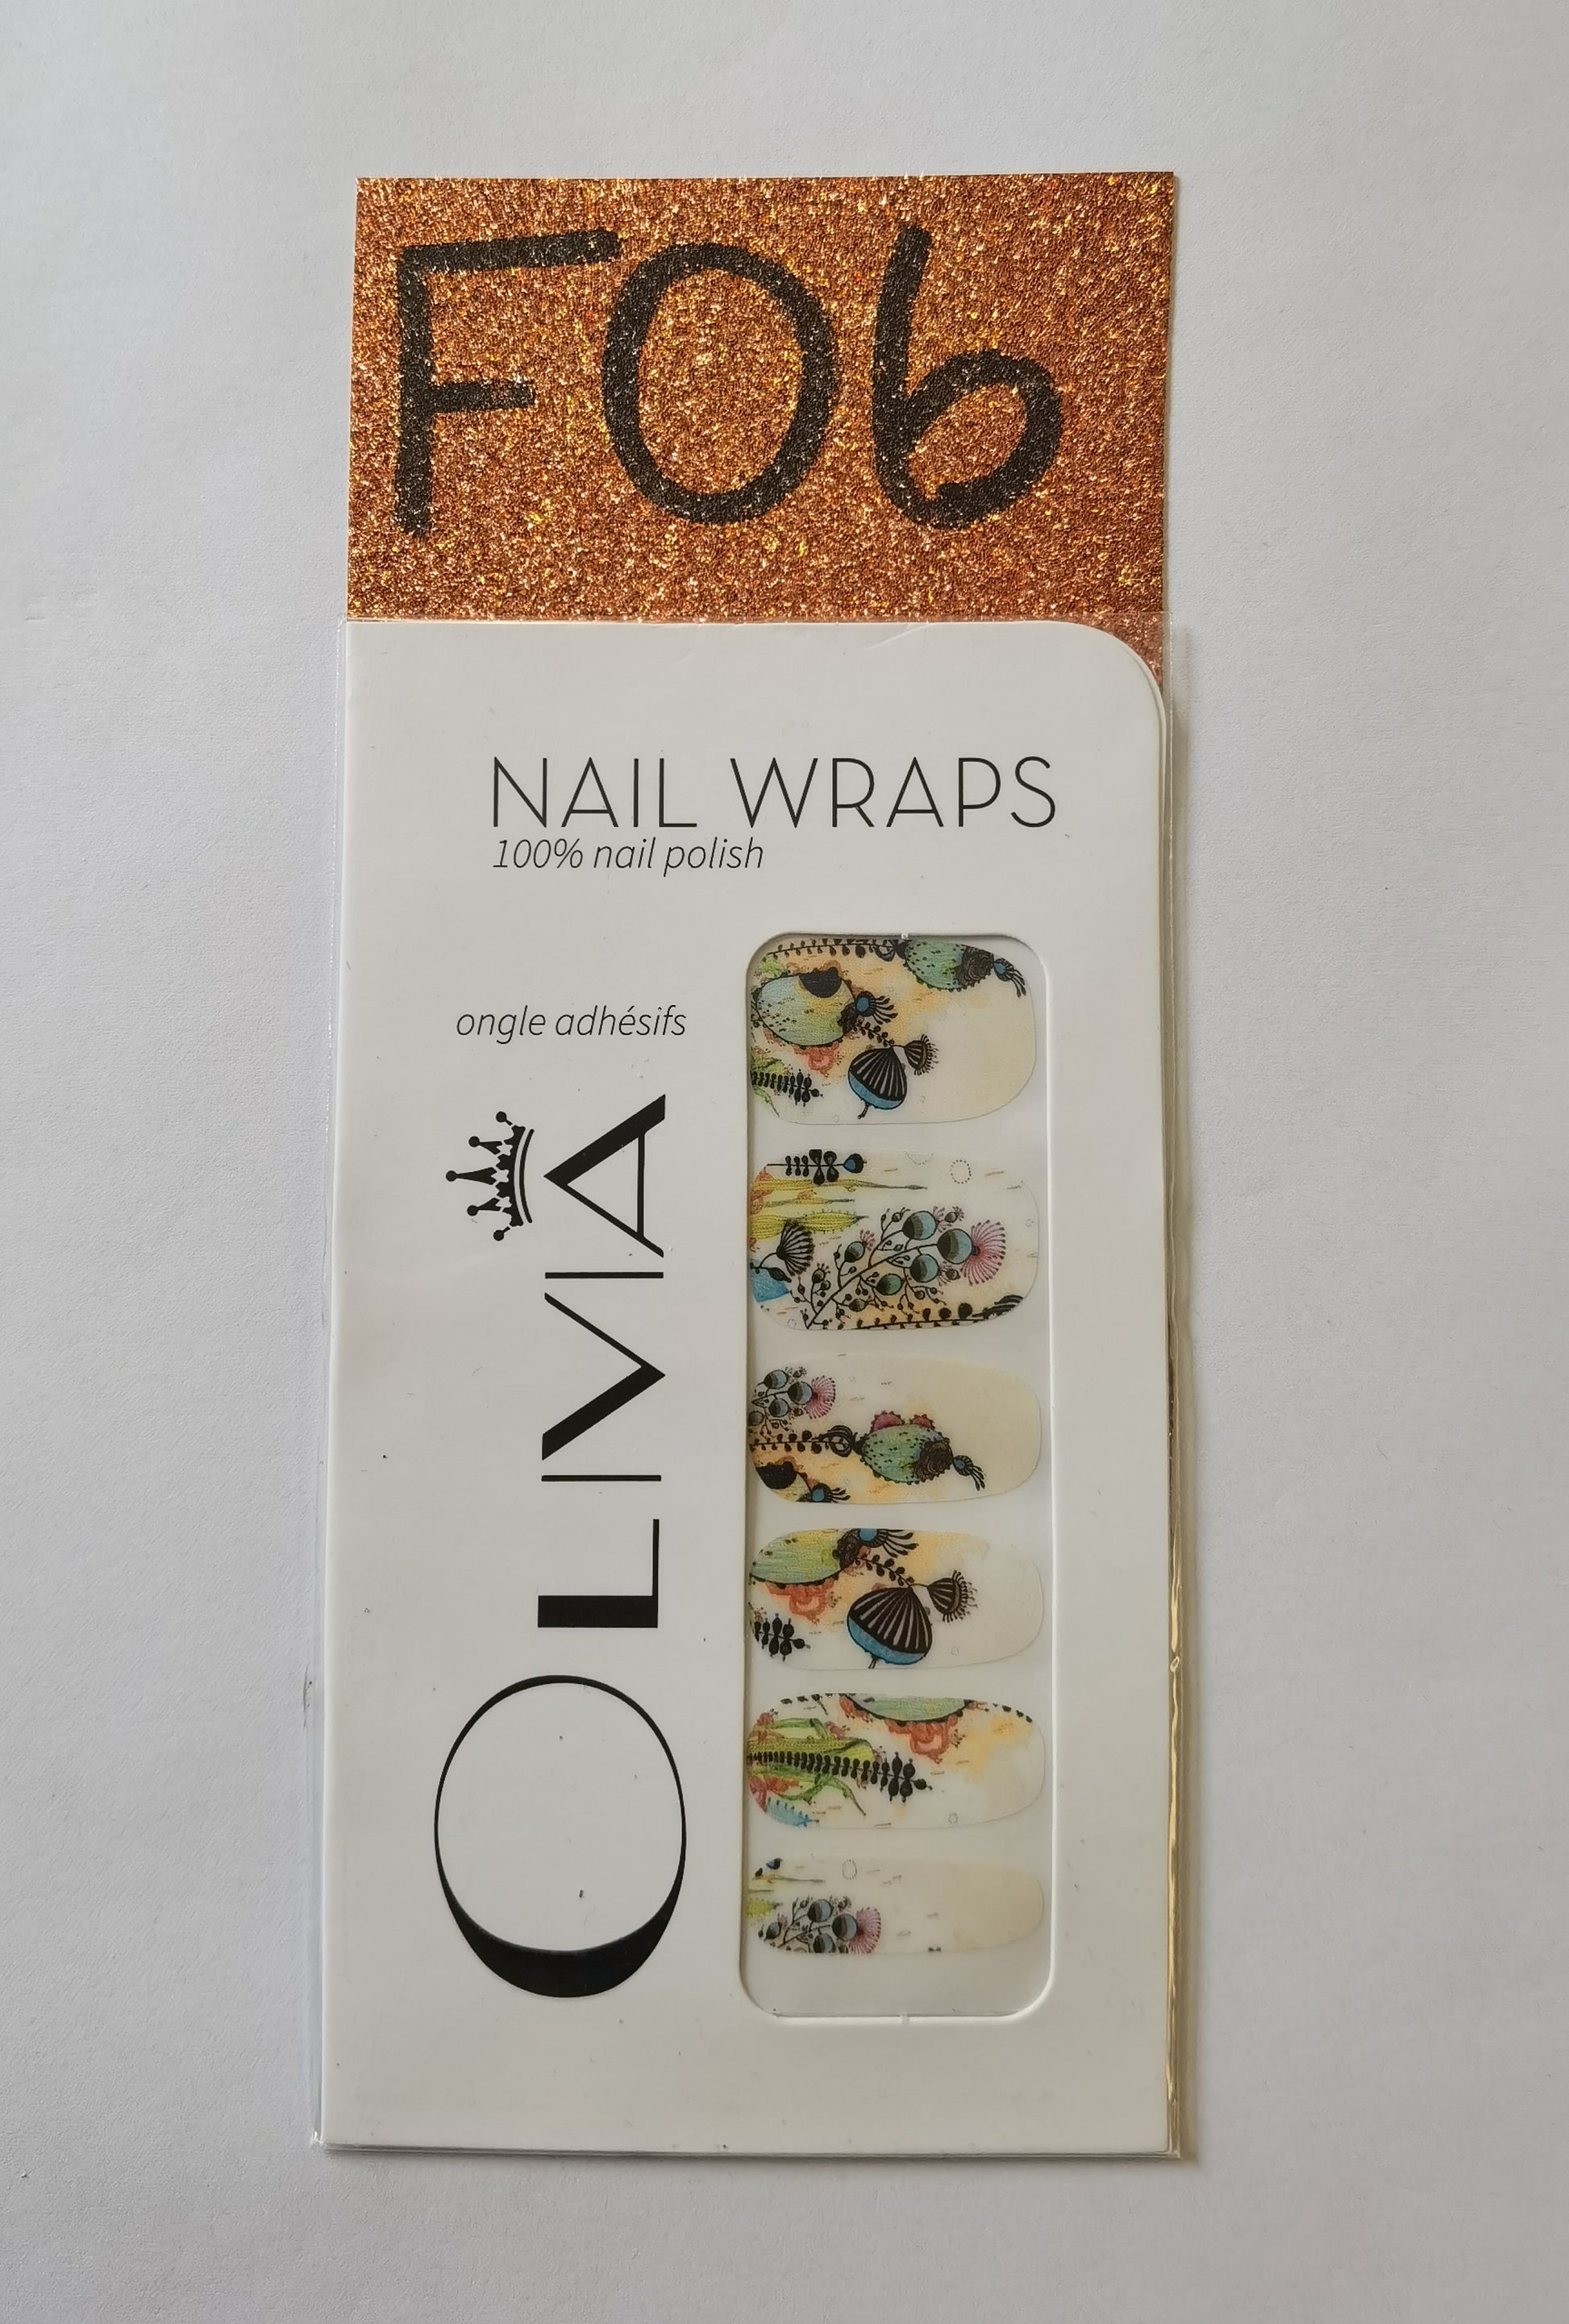 F06
NAIL WRAPS
100% nail polish
ongle adhésifs
OLIVIA